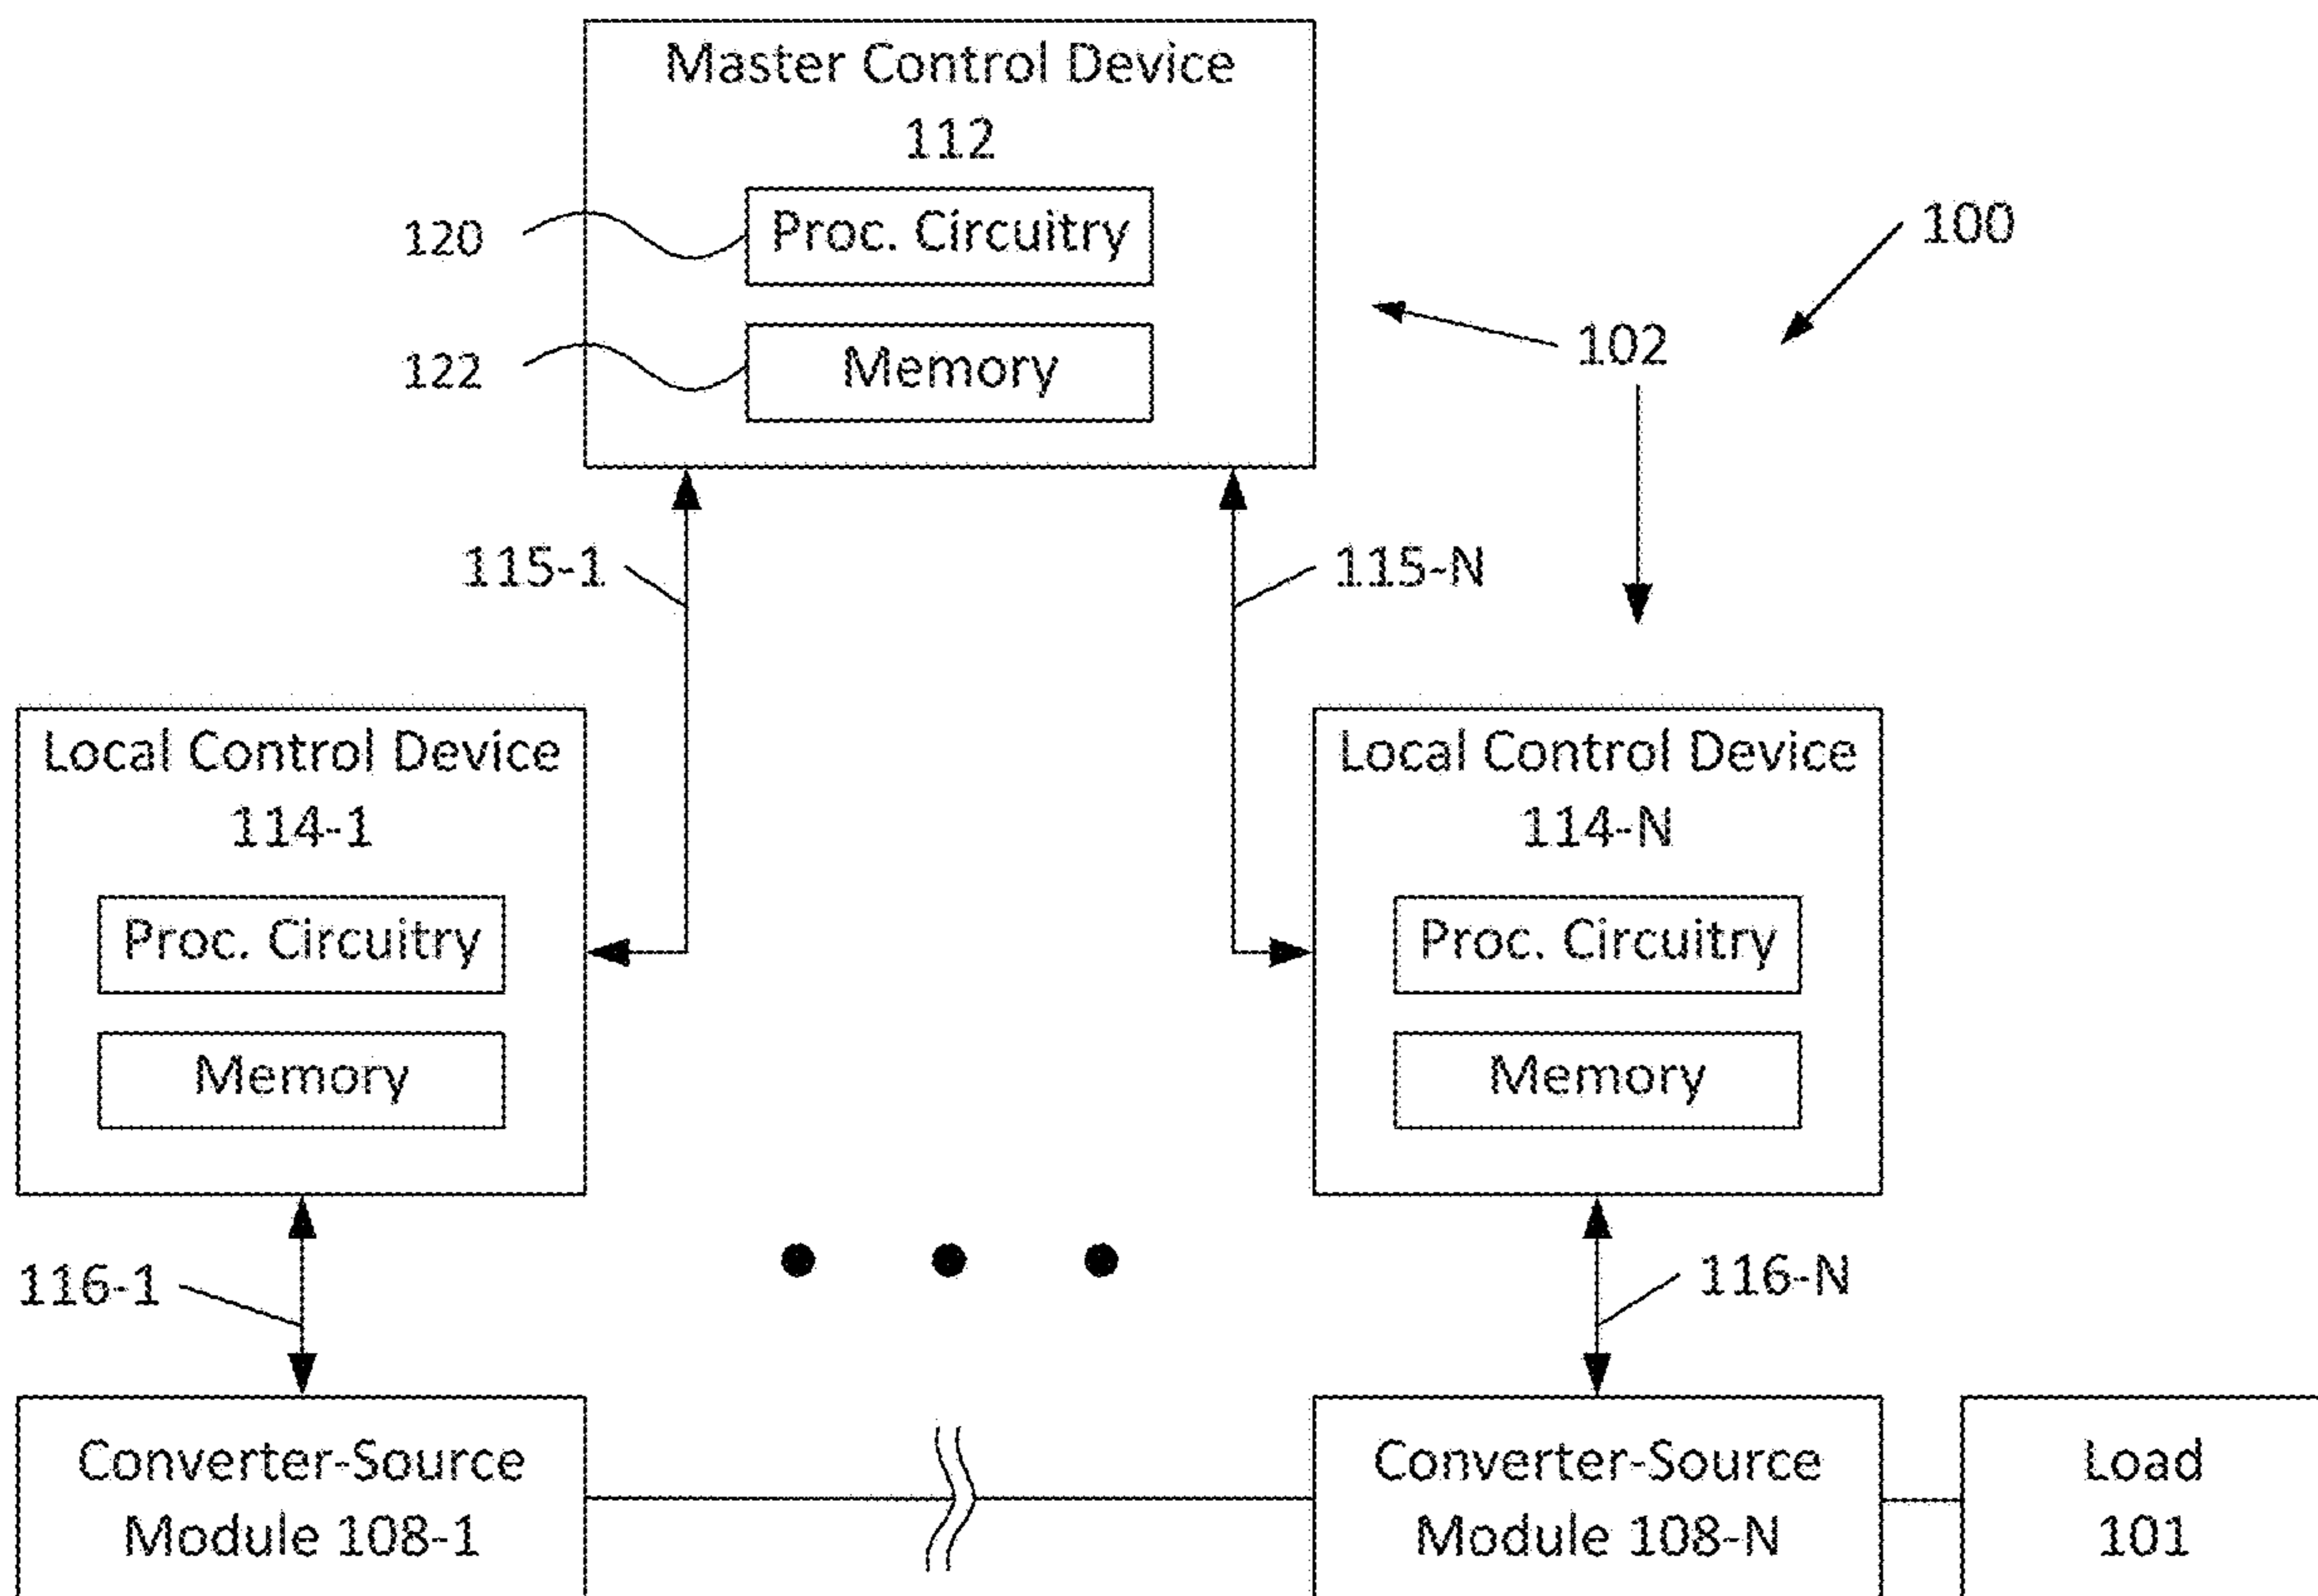 Master Control Device
112
120
Proc. Circuitry
100
102
122
Memory
115-1
115-N
Local Control Device
114-1
Proc. Circuitry
Memory
Local Control Device
114-N
Proc. Circuitry
Memory
116-1
116-N
Converter-Source
Module 108-1
Converter-Source
Module 108-N
Load
101